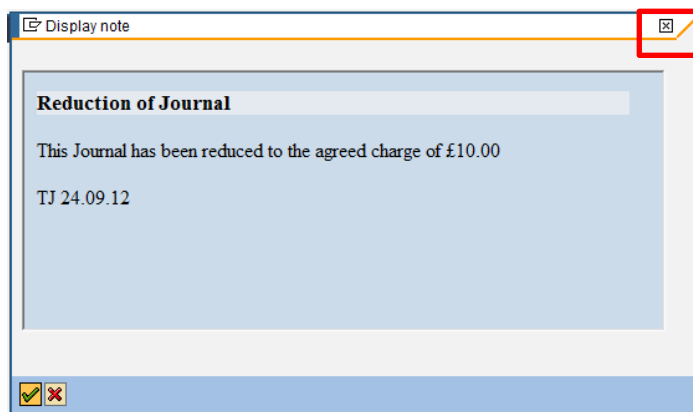 Display note
Reduction of Journal
This Journal has been reduced to the agreed charge of £10.00
TJ 24.09.12